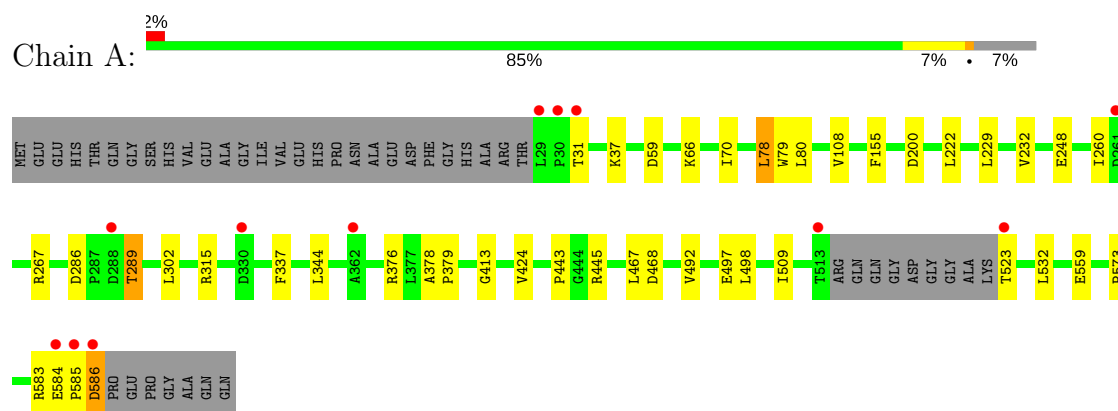 2%
Chain A:
85% 7% • 7%
MET GLU GLU HIS THR GLN GLY SER HIS VAL GLU ALA GLY ILE VAL GLU HIS PRO ASN ALA GLU ASP PHE GLY HIS ALA ARG THR L29 P30 T31 K37 D59 K66 I70 L78 W79 L80 V108 F155 D200 L222 L229 V232 E248 I260 D261
R267 D286 P287 D288 T289 L302 R315 D330 F337 L344 A362 R376 L377 A378 P379 G413 V424 P443 G444 R445 L467 D468 V492 E497 L498 I509 T513 ARG GLN GLN GLY ASP GLY GLY ALA LYS T523 L532 E559
R583 E584 P585 D586 PRO GLU PRO GLY ALA GLN GLN